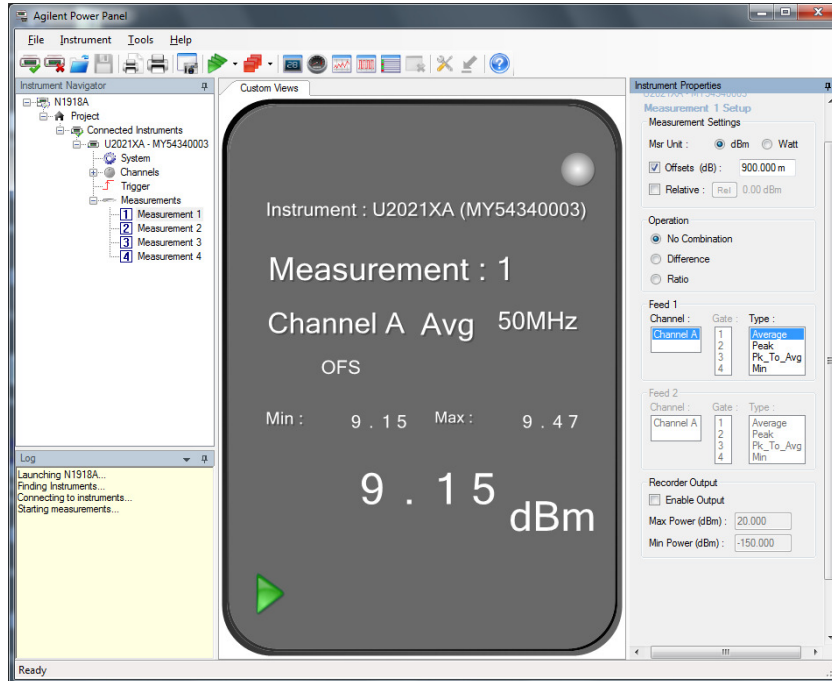 Agilent Power Panel
File Instrument Tools Help
Instrument Navigator
N1918A
Project
Connected Instruments
U2021XA - MY54340003
System
Channels
Trigger
Measurements
1 Measurement 1
2 Measurement 2
3 Measurement 3
4 Measurement 4
Log
Launching N1918A...
Finding Instruments...
Connecting to instruments...
Starting measurements...
Custom Views
Instrument : U2021XA (MY54340003)
Measurement : 1
Channel A Avg 50MHz
OFS
Min : 9.15 Max : 9.47
9.15 dBm
Instrument Properties
Measurement 1 Setup
Measurement Settings
Msr Unit : dBm Watt
Offsets (dB) : 900.000 m
Relative : Rel 0.00 dBm
Operation
No Combination
Difference
Ratio
Feed 1
Channel : Gate : Type :
Channel A 1 Average
2 Peak
3 Pk_To_Avg
4 Min
Feed 2
Channel : Gate : Type :
Channel A 1 Average
2 Peak
3 Pk_To_Avg
4 Min
Recorder Output
Enable Output
Max Power (dBm) : 20.000
Min Power (dBm) : -150.000
Ready